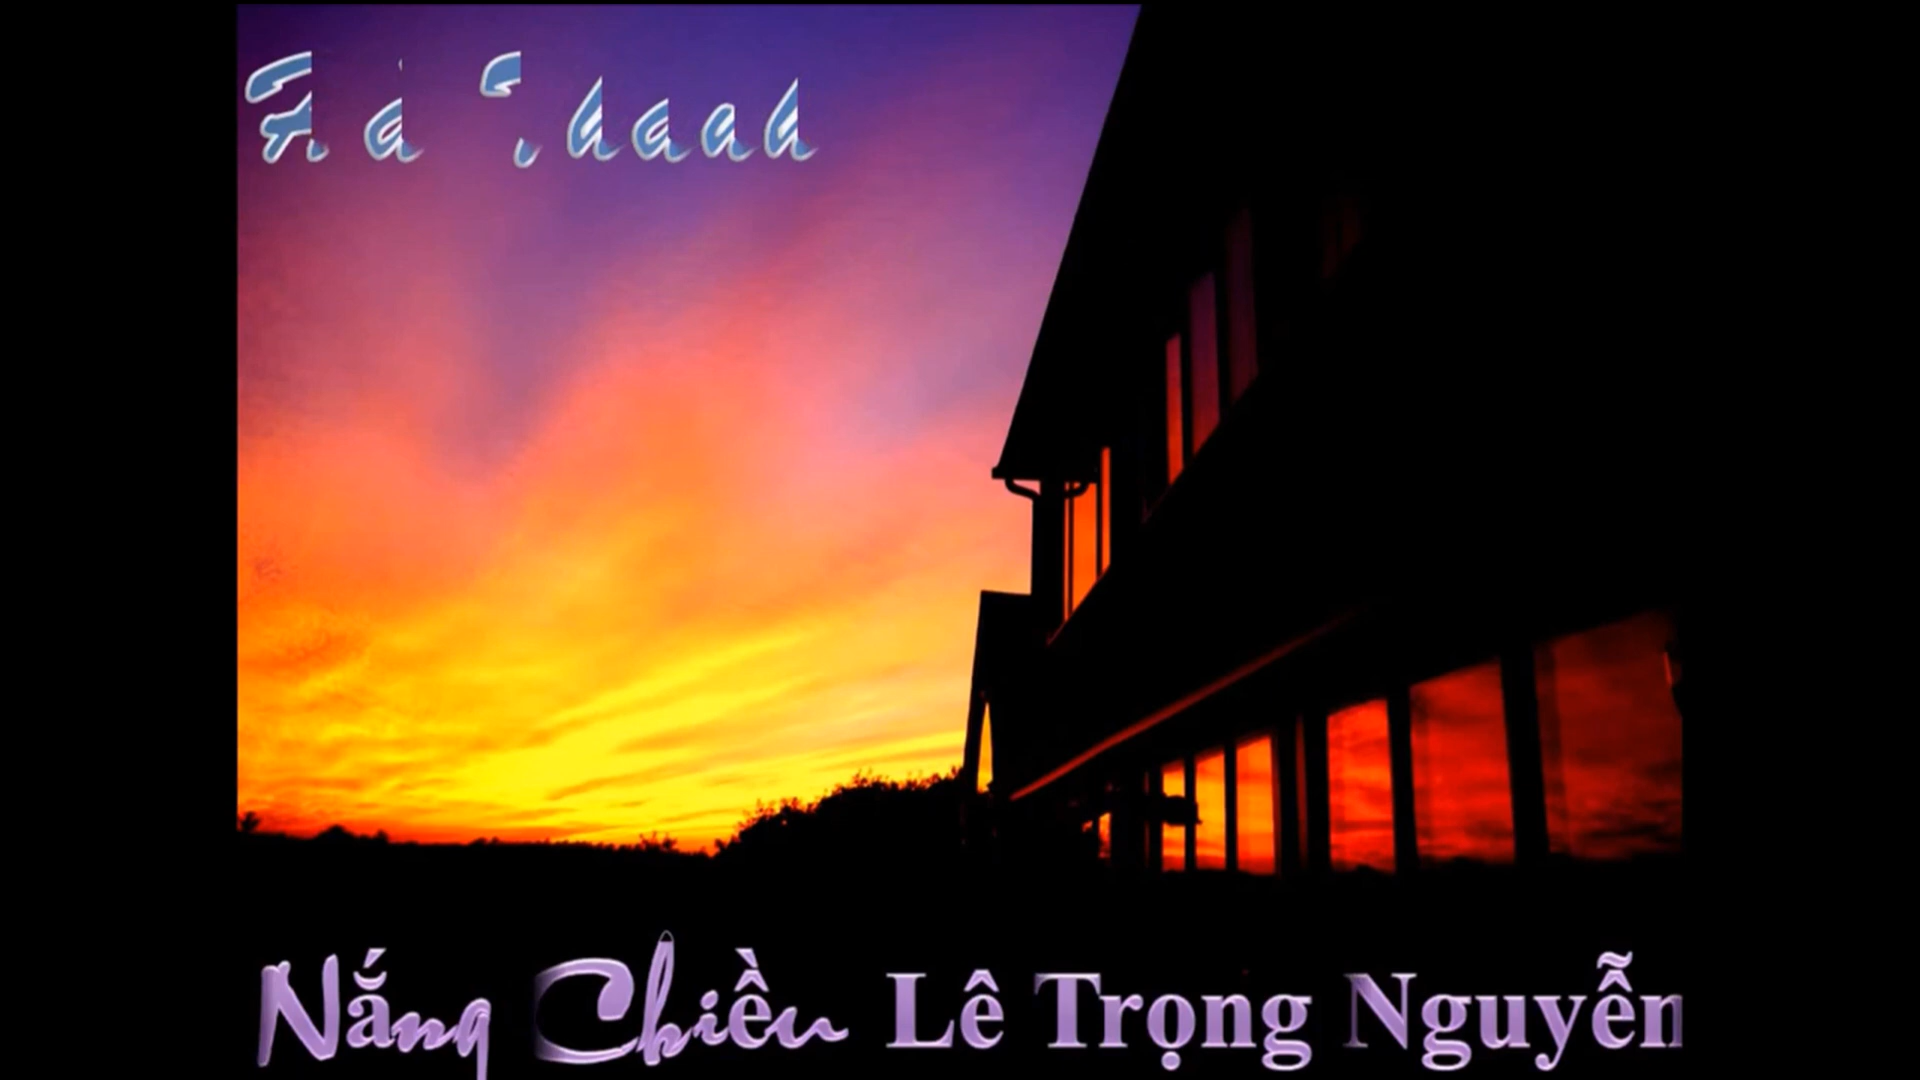 Nắng Chiều Lê Trọng Nguyễn